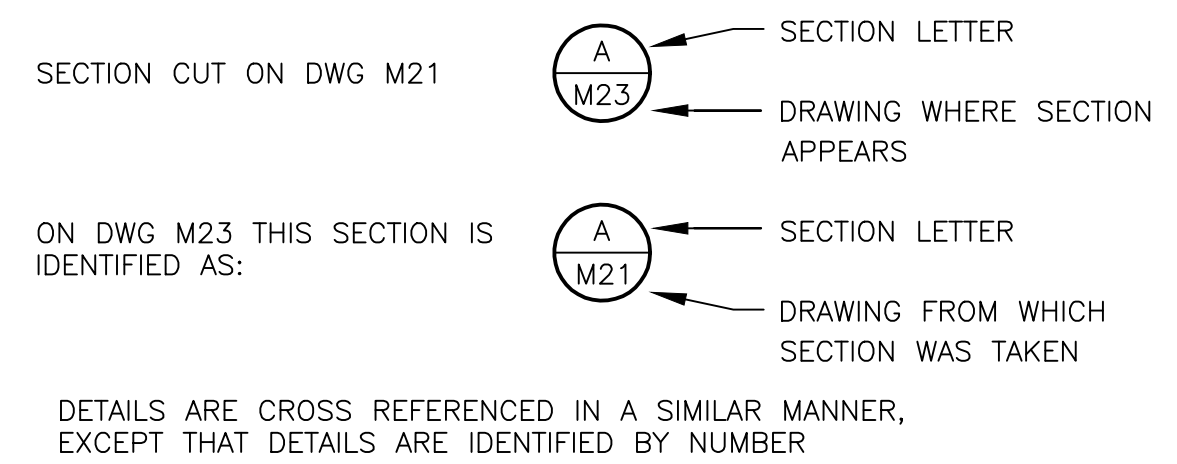 SECTION CUT ON DWG M21
A
M23
SECTION LETTER
DRAWING WHERE SECTION
APPEARS
ON DWG M23 THIS SECTION IS
IDENTIFIED AS:
A
M21
SECTION LETTER
DRAWING FROM WHICH
SECTION WAS TAKEN
DETAILS ARE CROSS REFERENCED IN A SIMILAR MANNER,
EXCEPT THAT DETAILS ARE IDENTIFIED BY NUMBER